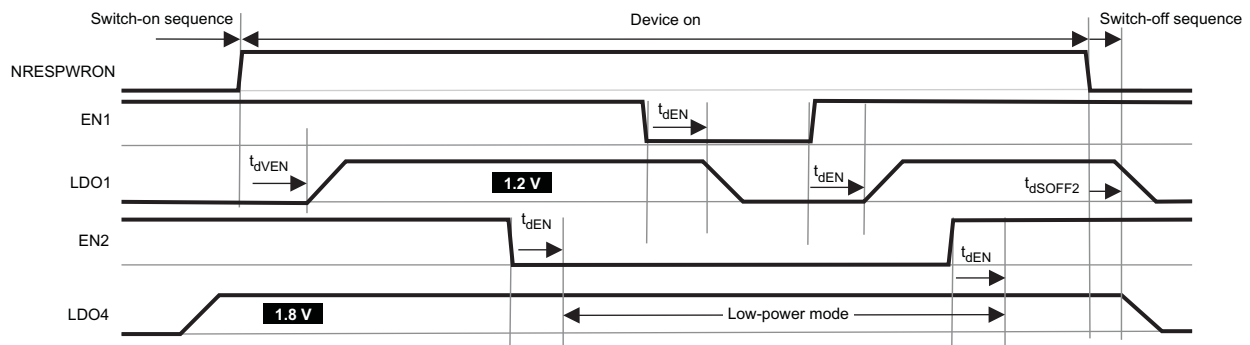 Switch-on sequence
Device on
Switch-off sequence
NRESPWRON
EN1
tdEN
tdVEN
LDO1
1.2 V
tdEN
tdSOFF2
EN2
tdEN
tdEN
LDO4
1.8 V
Low-power mode